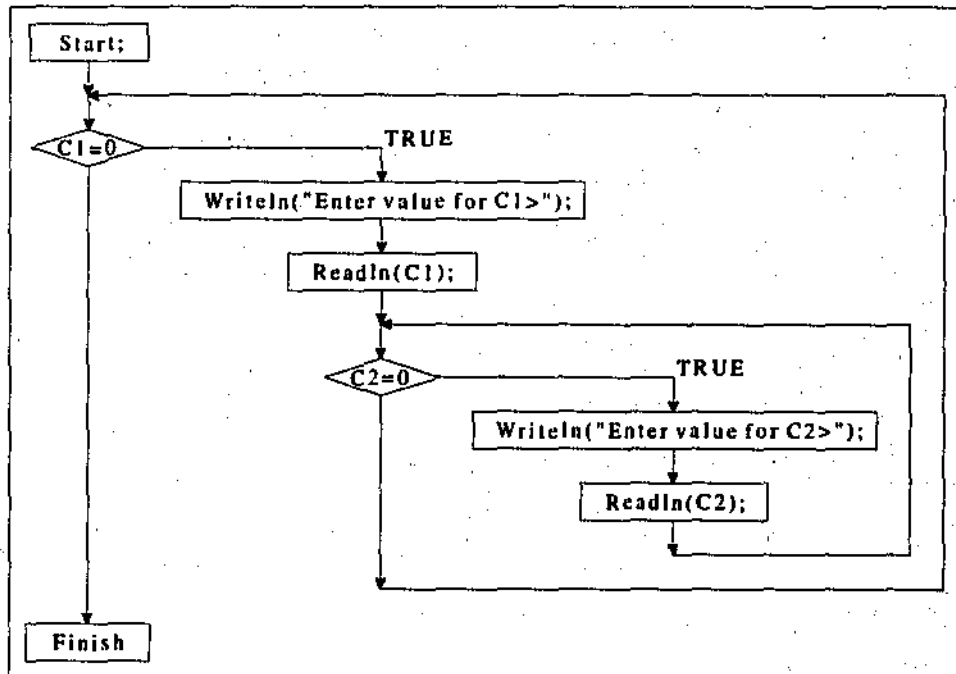 Start;
C1=0
TRUE
Writeln("Enter value for C1>");
Readln(C1);
C2=0
TRUE
Writeln("Enter value for C2>");
Readln(C2);
Finish